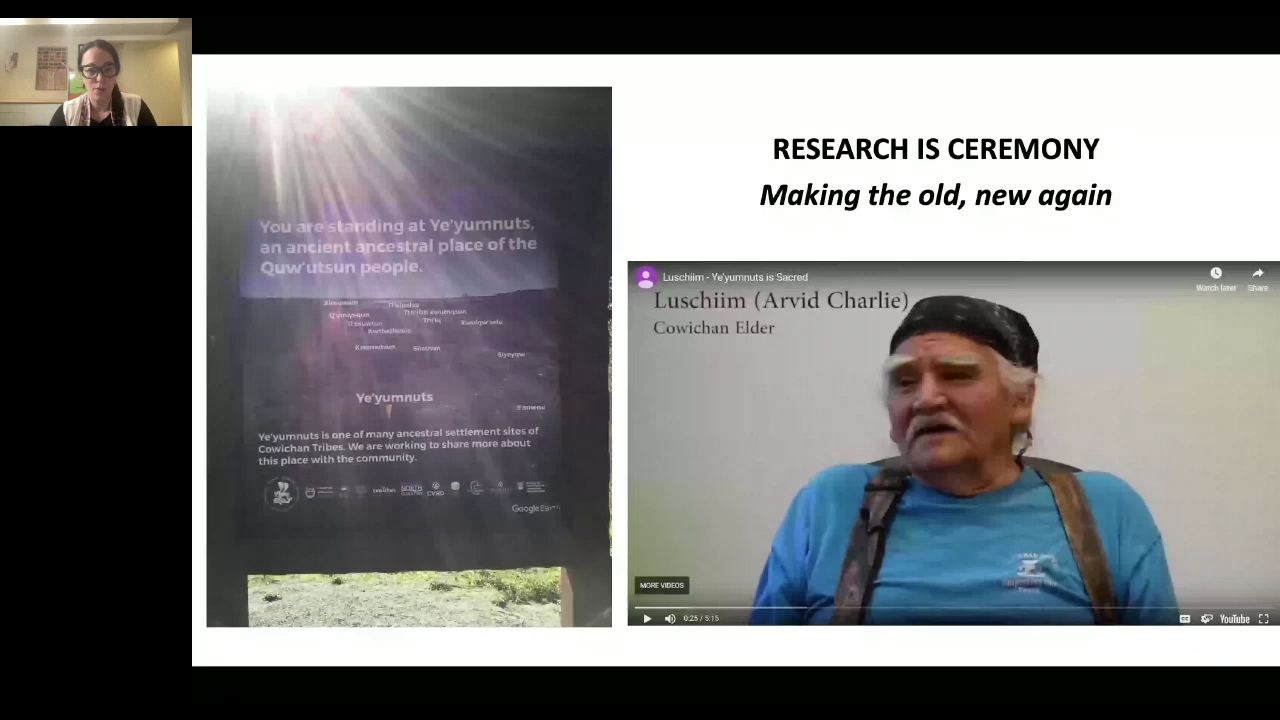 RESEARCH IS CEREMONY
Making the old, new again
You are standing at Ye'yumnuts,
an ancient ancestral place of the
Quw'utsun people.
Ye'yumnuts
Ye'yumnuts is one of many ancestral settlement sites of
Cowichan Tribes. We are working to share more about
this place with the community.
NORTH
CVRD
Google Earth
Luschiim - Ye'yumnuts is Sacred
Watch later
Share
Luschiim (Arvid Charlie)
Cowichan Elder
MORE VIDEOS
0:25 / 5:15
CC
YouTube